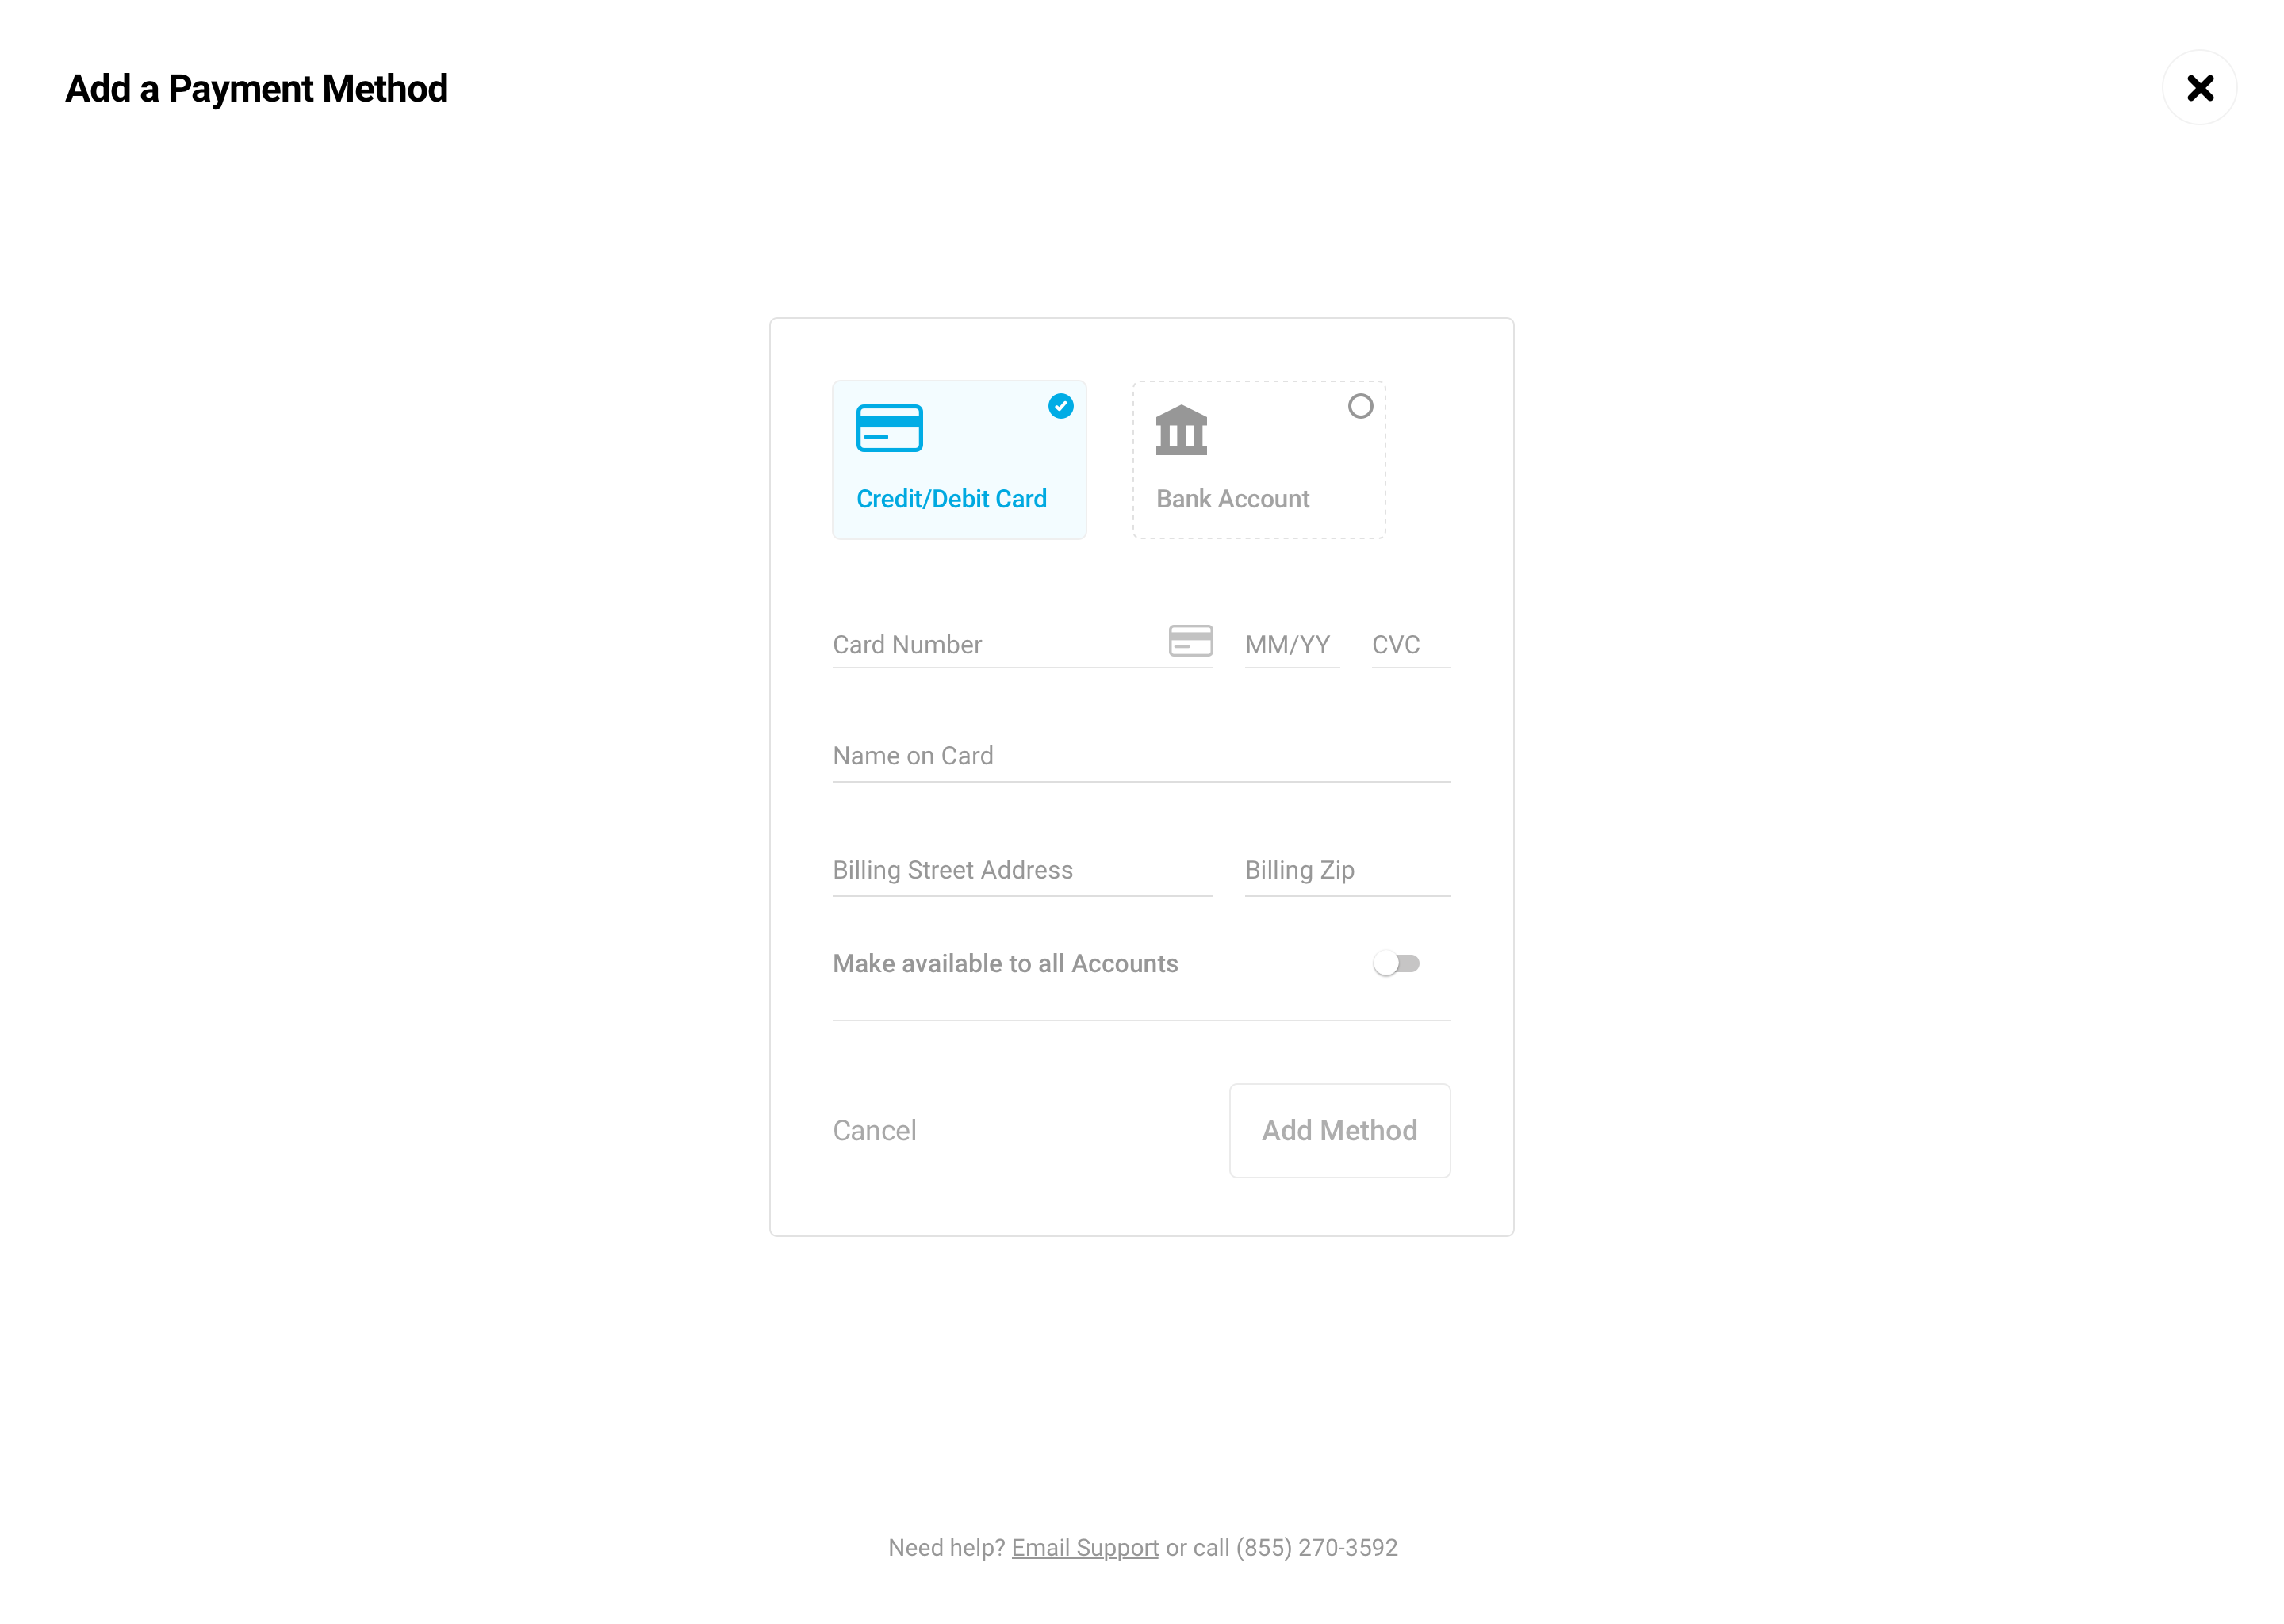 Add a Payment Method
Credit/Debit Card
Bank Account
Card Number MM/YY CVC
Name on Card
Billing Street Address Billing Zip
Make available to all Accounts
Cancel Add Method
Need help? Email Support or call (855) 270-3592